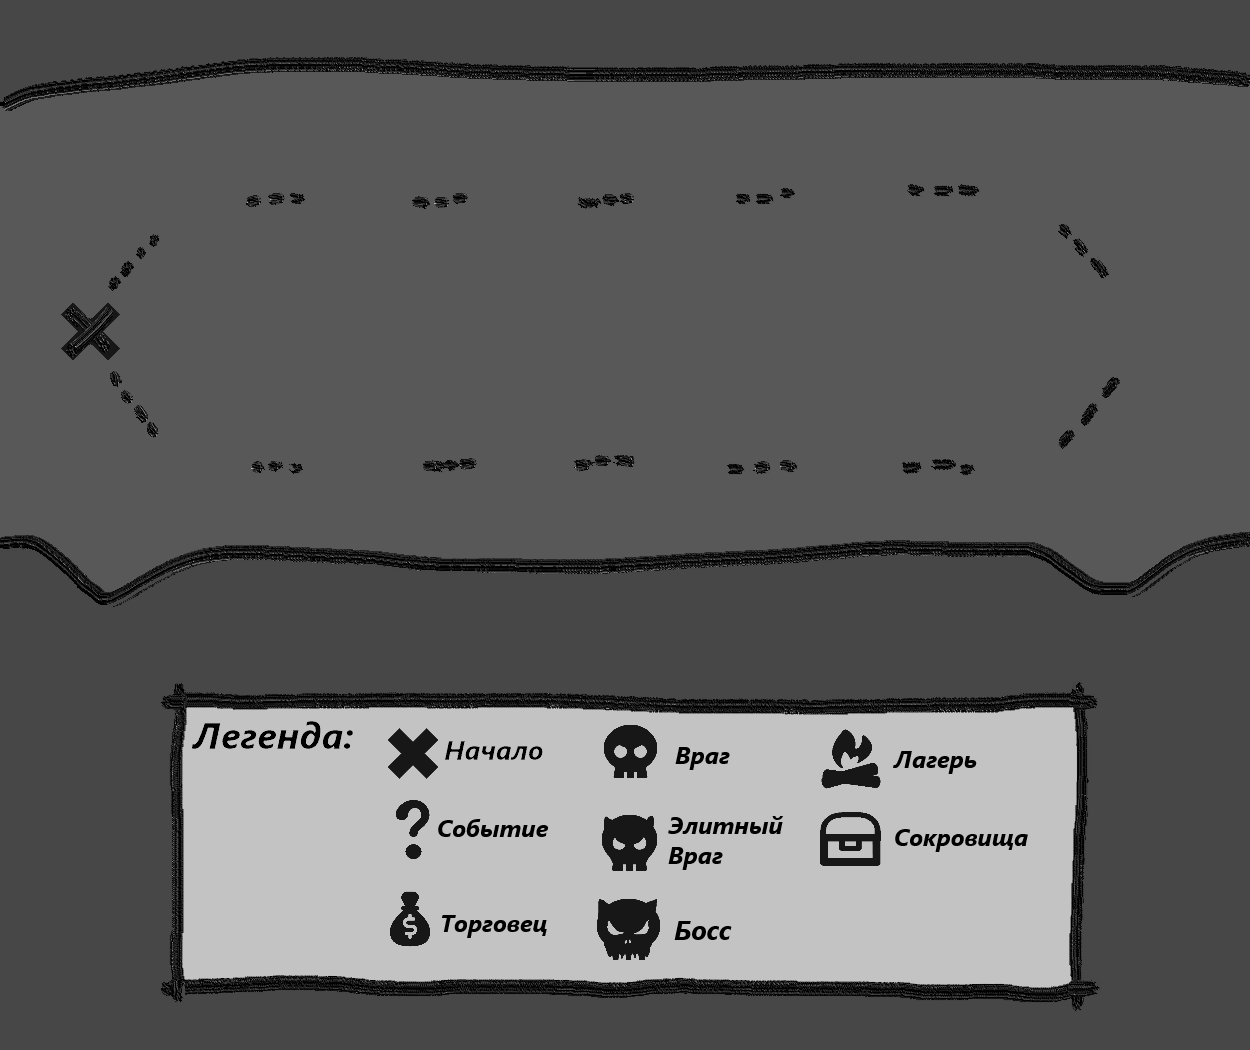 Легенда:
Начало
Враг
Лагерь
Событие
Элитный
Враг
Сокровища
Торговец
Босс